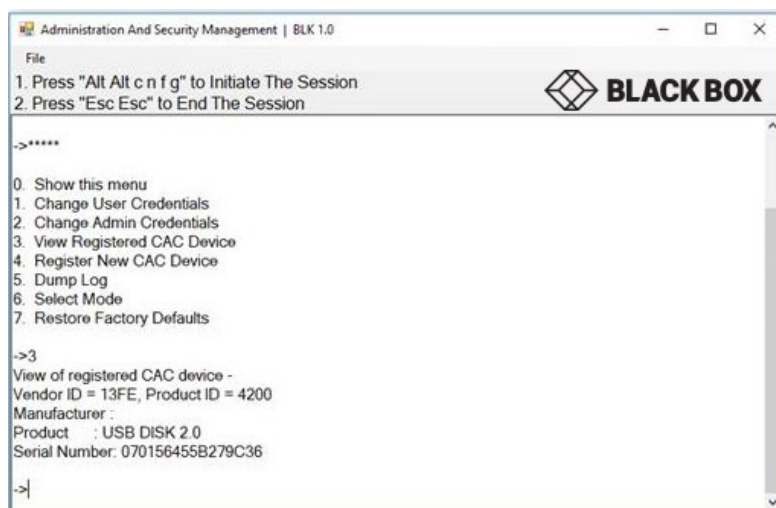 Administration And Security Management | BLK 1.0
File
1. Press "Alt Alt c n f g" to Initiate The Session
2. Press "Esc Esc" to End The Session
BLACK BOX
->*****
0. Show this menu
1. Change User Credentials
2. Change Admin Credentials
3. View Registered CAC Device
4. Register New CAC Device
5. Dump Log
6. Select Mode
7. Restore Factory Defaults
->3
View of registered CAC device -
Vendor ID = 13FE, Product ID = 4200
Manufacturer :
Product : USB DISK 2.0
Serial Number: 070156455B279C36
->